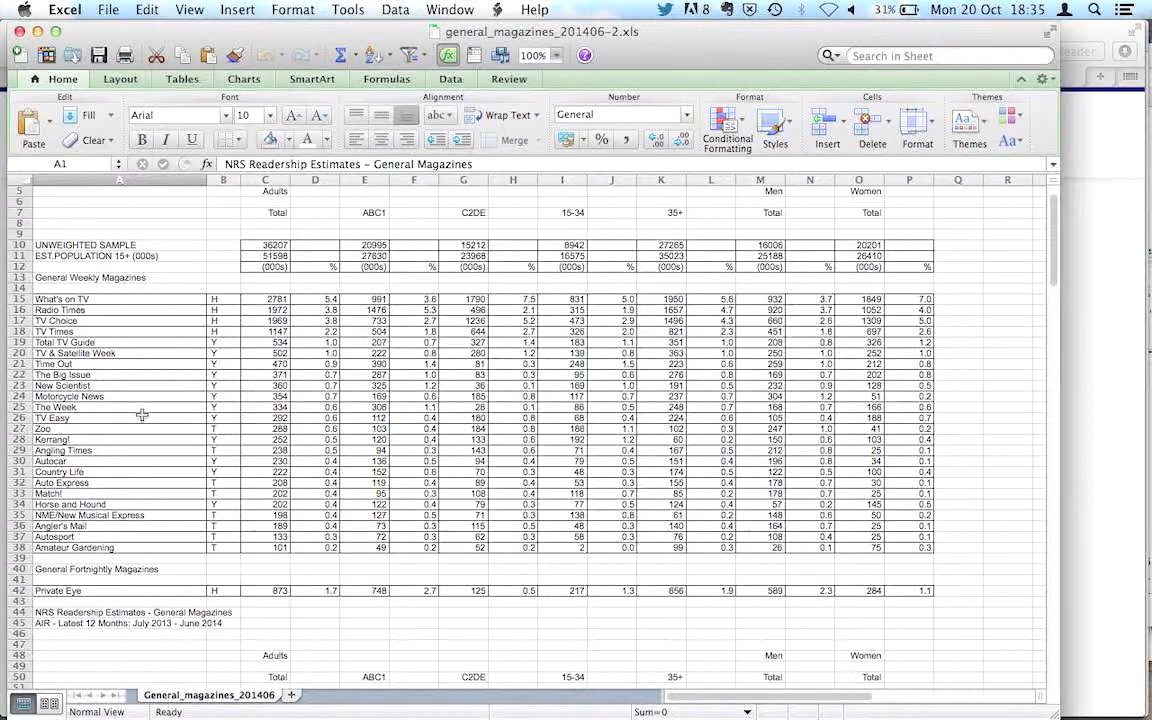 Excel File Edit View Insert Format Tools Data Window Help 8 31% Mon 20 Oct 18:35
general_magazines_201406-2.xls
100% Search in Sheet
Home Layout Tables Charts SmartArt Formulas Data Review
Edit Font Alignment Number Format Cells Themes
Fill Arial 10 A A abc Wrap Text General
Paste Clear B I U A Merge % Conditional Formatting Styles Insert Delete Format Themes Aa
A1 fx NRS Readership Estimates - General Magazines
A B C D E F G H I J K L M N O P Q R
5 Adults Men Women
6
7 Total ABC1 C2DE 15-34 35+ Total Total
8
9
10 UNWEIGHTED SAMPLE 36207 20995 15212 8942 27265 16006 20201
11 EST.POPULATION 15+ (000s) 51598 27630 23968 16575 35023 25188 26410
12 (000s) % (000s) % (000s) % (000s) % (000s) % (000s) % (000s) %
13 General Weekly Magazines
14
15 What's on TV H 2781 5.4 991 3.6 1790 7.5 831 5.0 1950 5.6 932 3.7 1849 7.0
16 Radio Times H 1972 3.8 1476 5.3 496 2.1 315 1.9 1657 4.7 920 3.7 1052 4.0
17 TV Choice H 1969 3.8 733 2.7 1236 5.2 473 2.9 1496 4.3 660 2.6 1309 5.0
18 TV Times H 1147 2.2 504 1.8 644 2.7 326 2.0 821 2.3 451 1.8 697 2.6
19 Total TV Guide Y 534 1.0 207 0.7 327 1.4 183 1.1 351 1.0 208 0.8 326 1.2
20 TV & Satellite Week Y 502 1.0 222 0.8 280 1.2 139 0.8 363 1.0 250 1.0 252 1.0
21 Time Out Y 470 0.9 390 1.4 81 0.3 248 1.5 223 0.6 259 1.0 212 0.8
22 The Big Issue Y 371 0.7 287 1.0 83 0.3 95 0.6 276 0.8 169 0.7 202 0.8
23 New Scientist Y 360 0.7 325 1.2 36 0.1 169 1.0 191 0.5 232 0.9 128 0.5
24 Motorcycle News Y 354 0.7 169 0.6 185 0.8 117 0.7 237 0.7 304 1.2 51 0.2
25 The Week Y 334 0.6 306 1.1 28 0.1 86 0.5 248 0.7 168 0.7 166 0.6
26 TV Easy Y 292 0.6 112 0.4 180 0.8 68 0.4 224 0.6 105 0.4 188 0.7
27 Zoo T 288 0.6 103 0.4 184 0.8 186 1.1 102 0.3 247 1.0 41 0.2
28 Kerrang! Y 252 0.5 120 0.4 133 0.6 192 1.2 60 0.2 150 0.6 103 0.4
29 Angling Times T 238 0.5 94 0.3 143 0.6 71 0.4 167 0.5 212 0.8 25 0.1
30 Autocar Y 230 0.4 136 0.5 94 0.4 79 0.5 151 0.4 196 0.8 34 0.1
31 Country Life Y 222 0.4 152 0.6 70 0.3 48 0.3 174 0.5 122 0.5 100 0.4
32 Auto Express T 208 0.4 119 0.4 89 0.4 53 0.3 155 0.4 178 0.7 30 0.1
33 Match! T 202 0.4 95 0.3 108 0.4 118 0.7 85 0.2 178 0.7 25 0.1
34 Horse and Hound Y 202 0.4 122 0.4 79 0.3 77 0.5 124 0.4 57 0.2 145 0.5
35 NME/New Musical Express T 198 0.4 127 0.5 71 0.3 138 0.8 61 0.2 148 0.6 50 0.2
36 Angler's Mail T 189 0.4 73 0.3 115 0.5 48 0.3 140 0.4 164 0.7 25 0.1
37 Autosport T 133 0.3 72 0.3 62 0.3 58 0.3 76 0.2 108 0.4 25 0.1
38 Amateur Gardening T 101 0.2 49 0.2 52 0.2 2 0.0 99 0.3 26 0.1 75 0.3
39
40 General Fortnightly Magazines
41
42 Private Eye H 873 1.7 748 2.7 125 0.5 217 1.3 656 1.9 589 2.3 284 1.1
43
44 NRS Readership Estimates - General Magazines
45 AIR - Latest 12 Months: July 2013 - June 2014
46
47
48 Adults Men Women
49
50 Total ABC1 C2DE 15-34 35+ Total Total
General_magazines_201406
Normal View Ready Sum=0